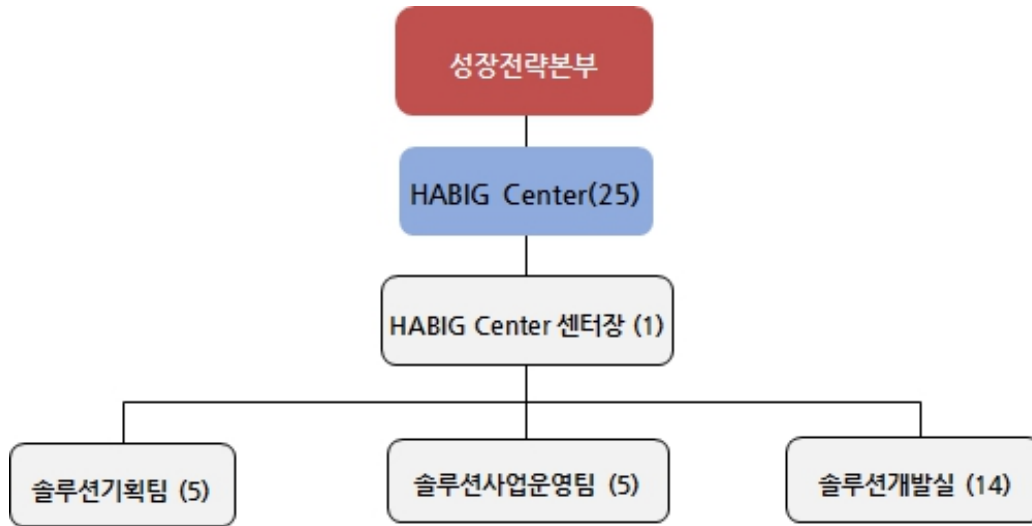 성장전략본부
HABIG Center(25)
HABIG Center 센터장 (1)
솔루션기획팀 (5)
솔루션사업운영팀 (5)
솔루션개발실 (14)